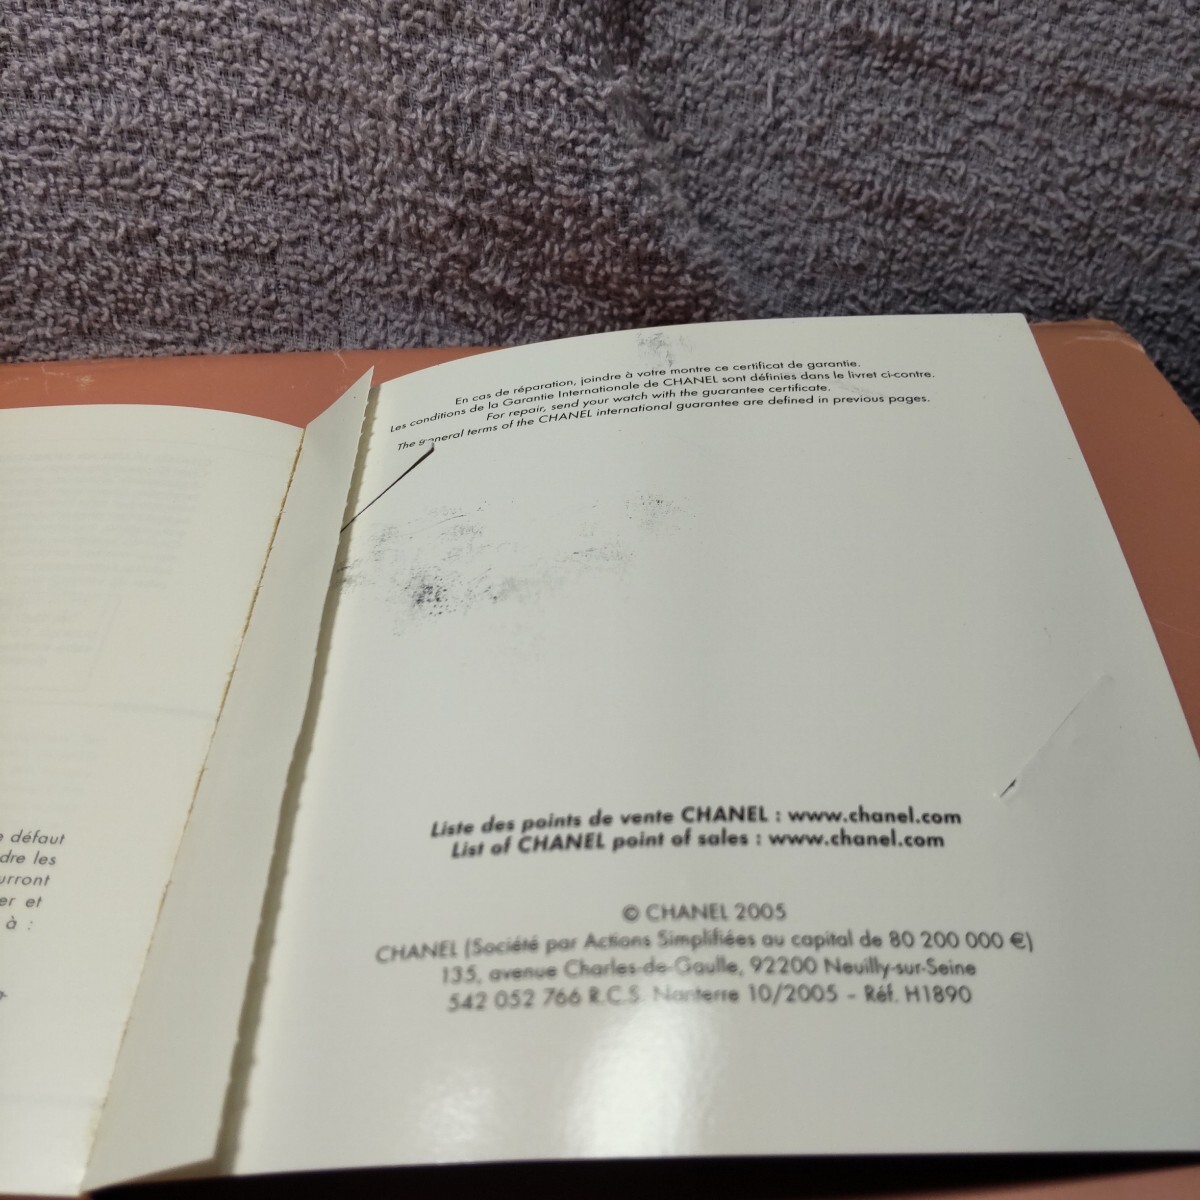 En cas de réparation, joindre à votre montre ce certificat de garantie.
Les conditions de la Garantie Internationale de CHANEL sont définies dans le livret ci-contre.
For repair, send your watch with the guarantee certificate.
The general terms of the CHANEL international guarantee are defined in previous pages.
Liste des points de vente CHANEL : www.chanel.com
List of CHANEL point of sales : www.chanel.com
© CHANEL 2005
CHANEL (Société par Actions Simplifiées au capital de 80 200 000 €)
135, avenue Charles-de-Gaulle, 92200 Neuilly-sur-Seine
542 052 766 R.C.S. Nanterre 10/2005 - Réf. H1890
défaut
dre les
urront
er et
à :